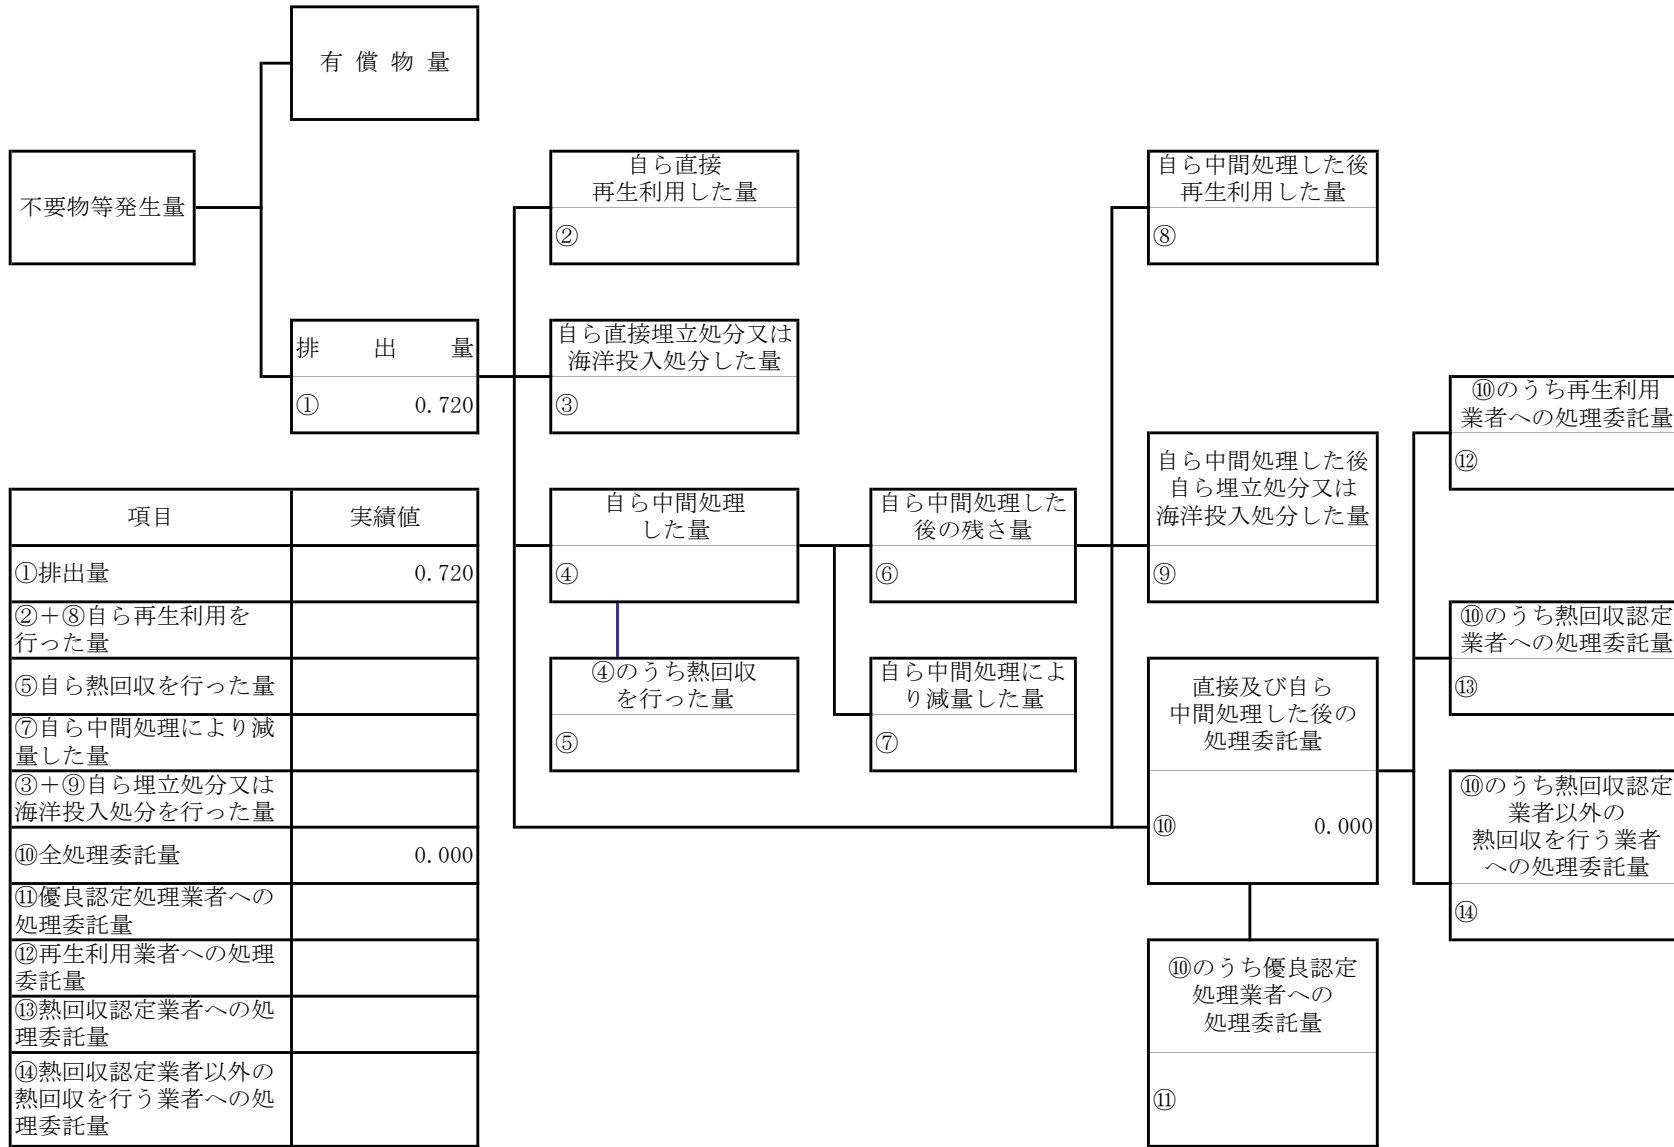 有 償 物 量
不要物等発生量
自ら直接
再生利用した量
②
自ら中間処理した後
再生利用した量
⑧
排　出　量
① 0.720
自ら直接埋立処分又は
海洋投入処分した量
③
⑩のうち再生利用
業者への処理委託量
⑫
自ら中間処理した後
自ら埋立処分又は
海洋投入処分した量
⑨
自ら中間処理
した量
④
自ら中間処理した
後の残さ量
⑥
⑩のうち熱回収認定
業者への処理委託量
⑬
④のうち熱回収
を行った量
⑤
自ら中間処理によ
り減量した量
⑦
直接及び自ら
中間処理した後の
処理委託量
⑩ 0.000
⑩のうち熱回収認定
業者以外の
熱回収を行う業者
への処理委託量
⑭
⑩のうち優良認定
処理業者への
処理委託量
⑪
項目 実績値
①排出量 0.720
②＋⑧自ら再生利用を
行った量
⑤自ら熱回収を行った量
⑦自ら中間処理により減
量した量
③＋⑨自ら埋立処分又は
海洋投入処分を行った量
⑩全処理委託量 0.000
⑪優良認定処理業者への
処理委託量
⑫再生利用業者への処理
委託量
⑬熱回収認定業者への処
理委託量
⑭熱回収認定業者以外の
熱回収を行う業者への処
理委託量